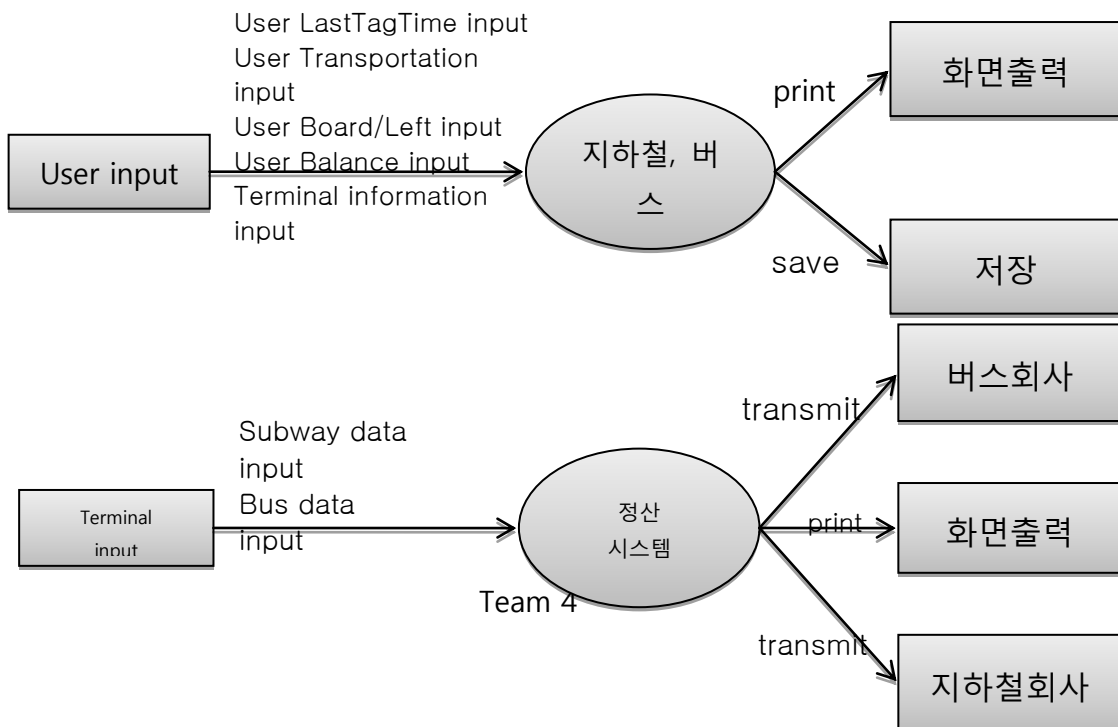 User LastTagTime input
User Transportation
input
User Board/Left input
User Balance input
Terminal information
input
User input
지하철, 버
스
print
화면출력
save
저장
Subway data
input
Bus data
input
Terminal
input
정산
시스템
Team 4
transmit
버스회사
print
화면출력
transmit
지하철회사